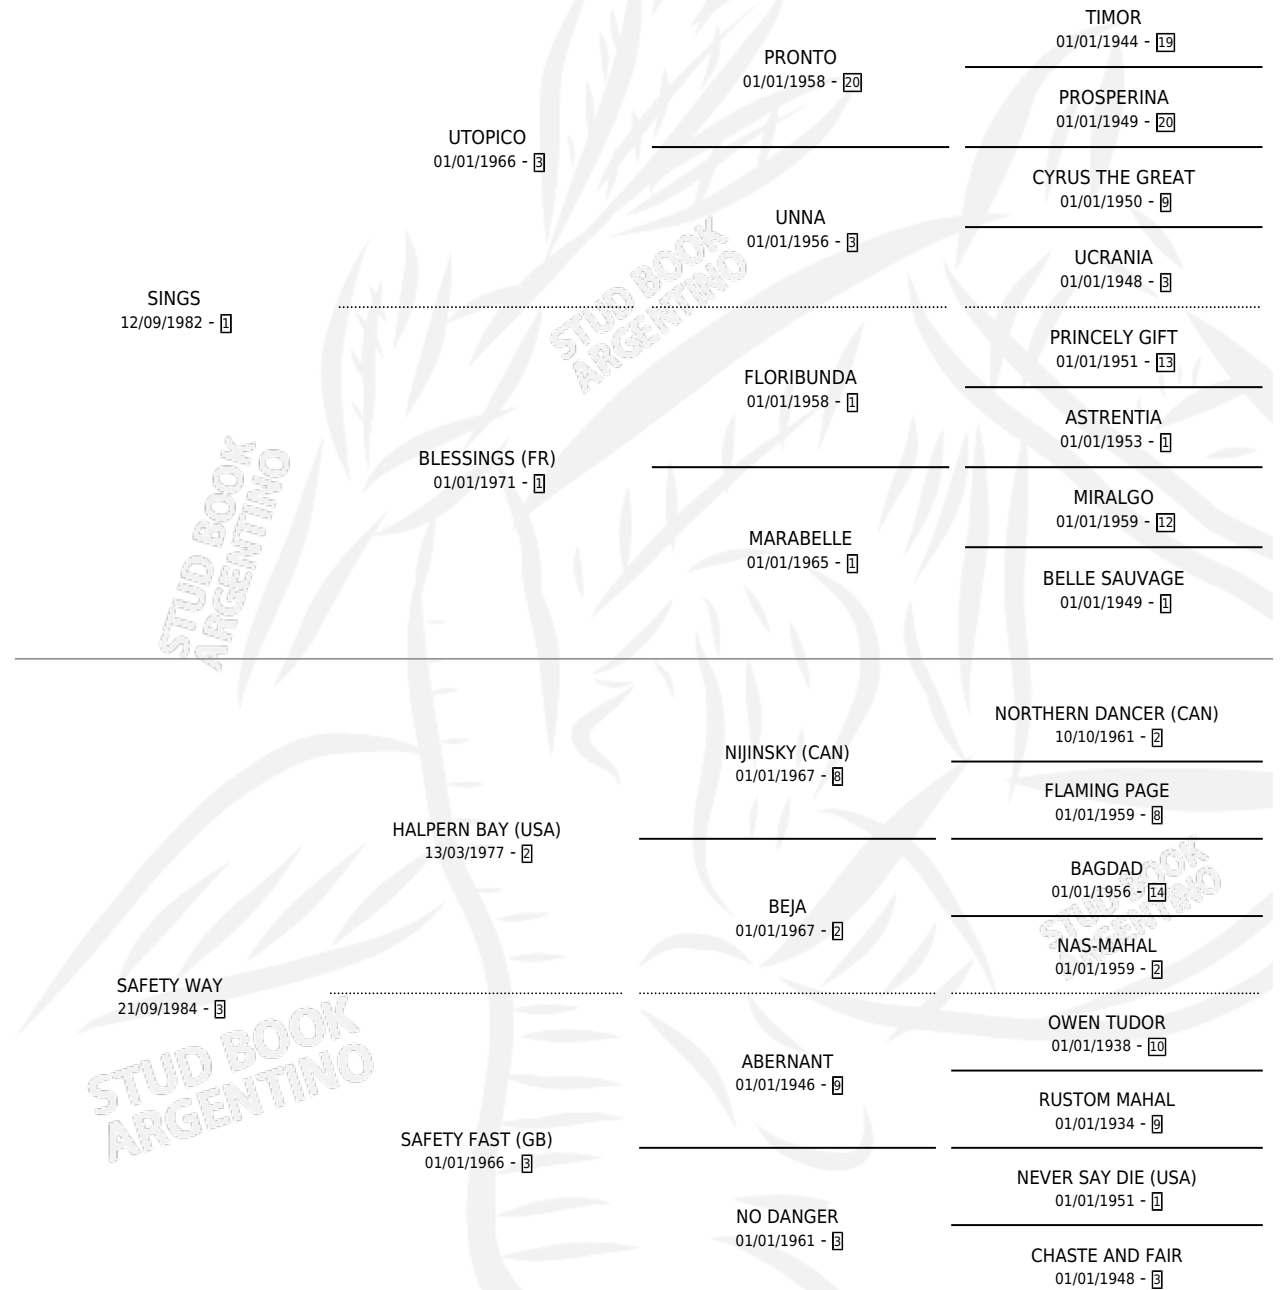 TIMOR
01/01/1944 - 19
PRONTO
01/01/1958 - 20
PROSPERINA
01/01/1949 - 20
UTOPICO
01/01/1966 - 3
CYRUS THE GREAT
01/01/1950 - 9
UNNA
01/01/1956 - 3
UCRANIA
01/01/1948 - 3
SINGS
12/09/1982 - 1
STUD BOOK
ARGENTINO
PRINCELY GIFT
01/01/1951 - 13
FLORIBUNDA
01/01/1958 - 1
ASTRENTIA
01/01/1953 - 1
BLESSINGS (FR)
01/01/1971 - 1
MIRALGO
01/01/1959 - 12
MARABELLE
01/01/1965 - 1
BELLE SAUVAGE
01/01/1949 - 1
STUD BOOK
ARGENTINO
NORTHERN DANCER (CAN)
10/10/1961 - 2
NIJINSKY (CAN)
01/01/1967 - 8
FLAMING PAGE
01/01/1959 - 8
HALPERN BAY (USA)
13/03/1977 - 2
BAGDAD
01/01/1956 - 14
BEJA
01/01/1967 - 2
NAS-MAHAL
01/01/1959 - 2
STUD BOOK
ARGENTINO
SAFETY WAY
21/09/1984 - 3
OWEN TUDOR
01/01/1938 - 10
ABERNANT
01/01/1946 - 9
RUSTOM MAHAL
01/01/1934 - 9
STUD BOOK
ARGENTINO
SAFETY FAST (GB)
01/01/1966 - 3
NEVER SAY DIE (USA)
01/01/1951 - 1
NO DANGER
01/01/1961 - 3
CHASTE AND FAIR
01/01/1948 - 3